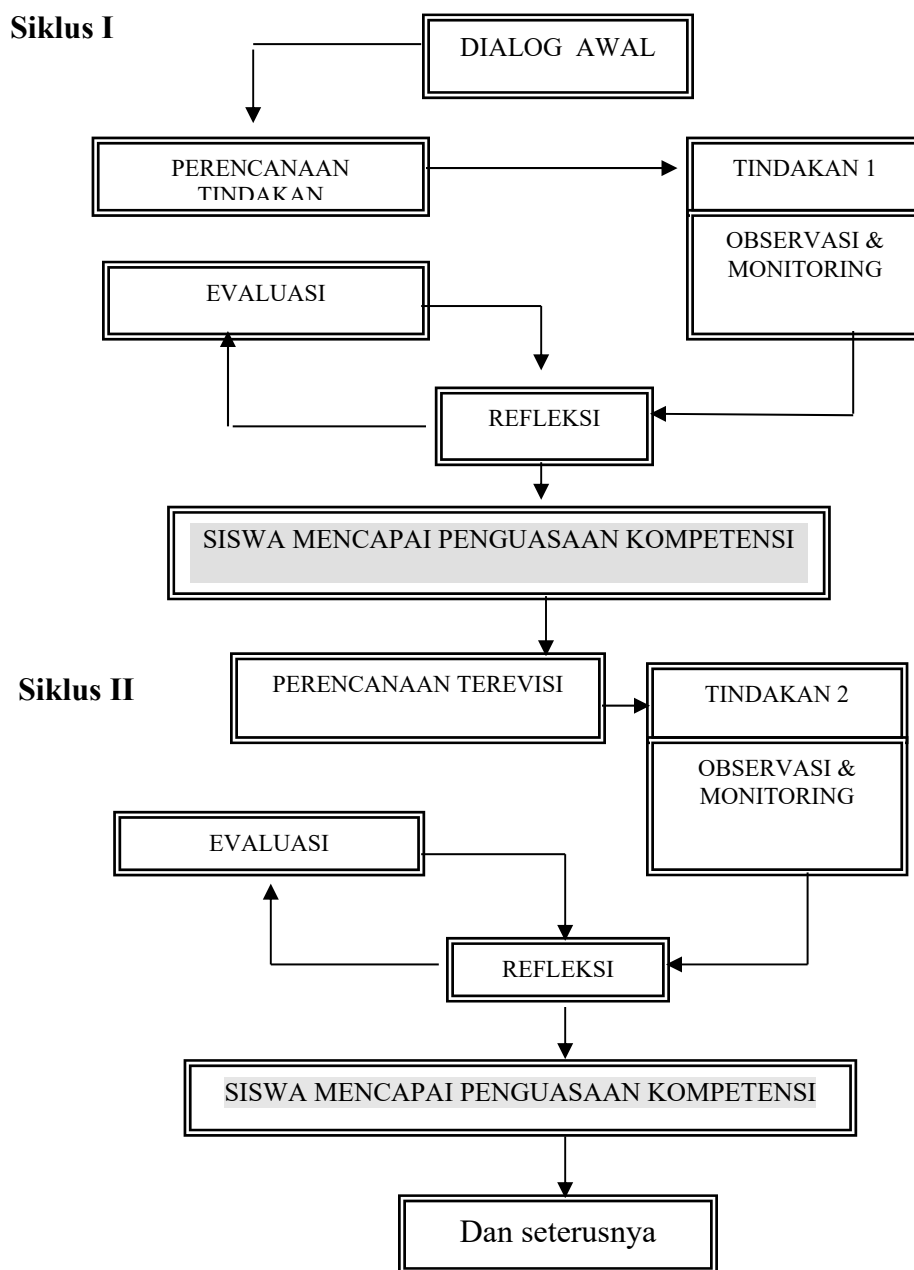 Siklus I
DIALOG AWAL
PERENCANAAN
TINDAKAN
TINDAKAN 1
OBSERVASI &
MONITORING
EVALUASI
REFLEKSI
SISWA MENCAPAI PENGUASAAN KOMPETENSI
Siklus II
PERENCANAAN TEREVISI
TINDAKAN 2
OBSERVASI &
MONITORING
EVALUASI
REFLEKSI
SISWA MENCAPAI PENGUASAAN KOMPETENSI
Dan seterusnya